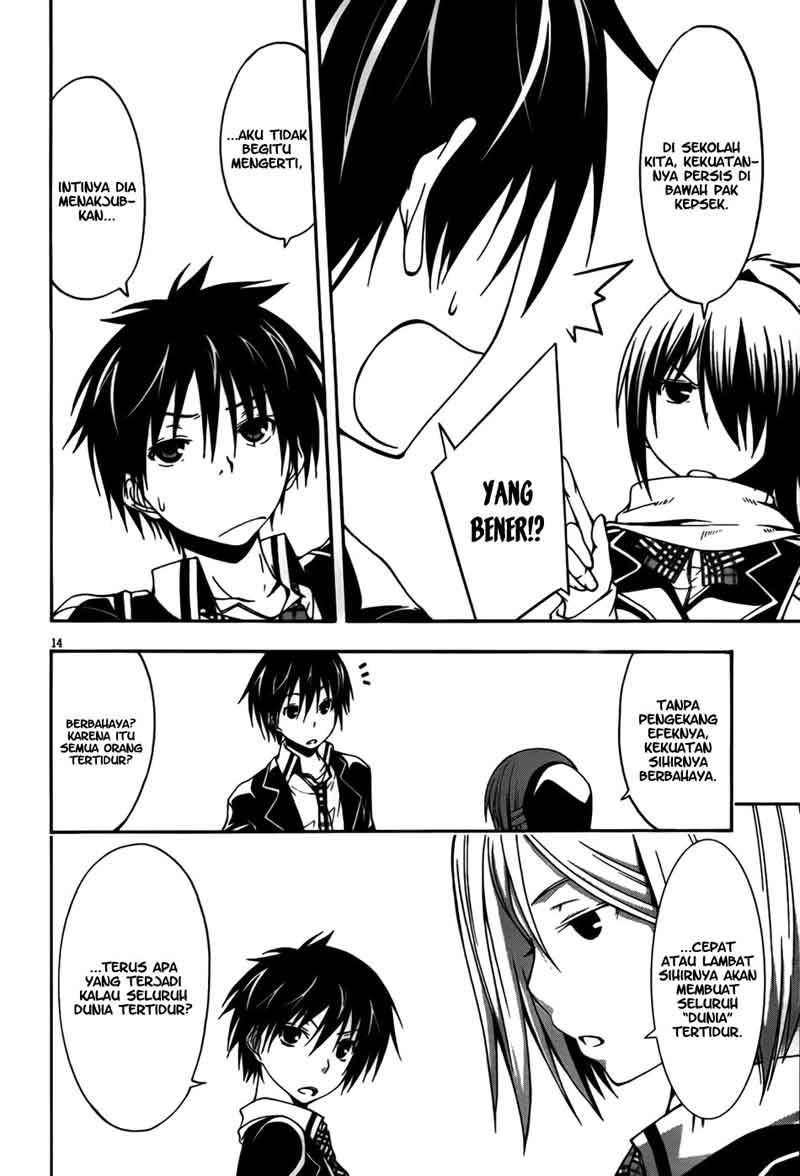 DI SEKOLAH
KITA, KEKUATAN-
NYA PERSIS DI
BAWAH PAK
KEPSEK.
YANG
BENER!?
...AKU TIDAK
BEGITU
MENGERTI,
INTINYA DIA
MENAKJUB-
KAN...
14
TANPA
PENGEKANG
EFEKNYA,
KEKUATAN
SIHIRNYA
BERBAHAYA.
BERBAHAYA?
KARENA ITU
SEMUA ORANG
TERTIDUR?
...CEPAT
ATAU LAMBAT
SIHIRNYA AKAN
MEMBUAT
SELURUH
"DUNIA"
TERTIDUR.
...TERUS APA
YANG TERJADI
KALAU SELURUH
DUNIA TERTIDUR?